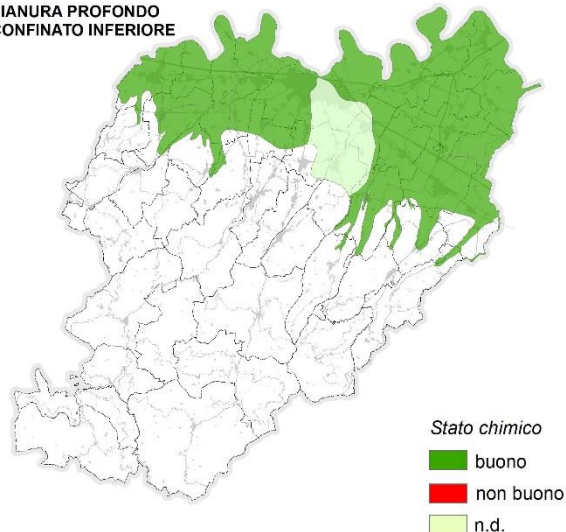 IANURA PROFONDO
CONFINATO INFERIORE
Stato chimico
buono
non buono
n.d.